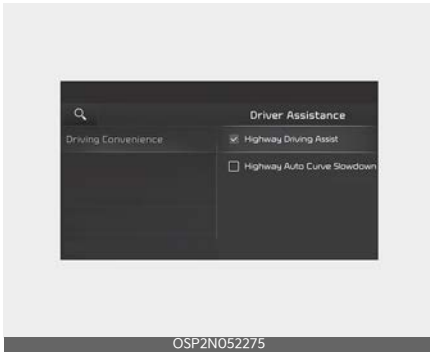 Driver Assistance
Driving Convenience
Highway Driving Assist
Highway Auto Curve Slowdown
OSP2N052275